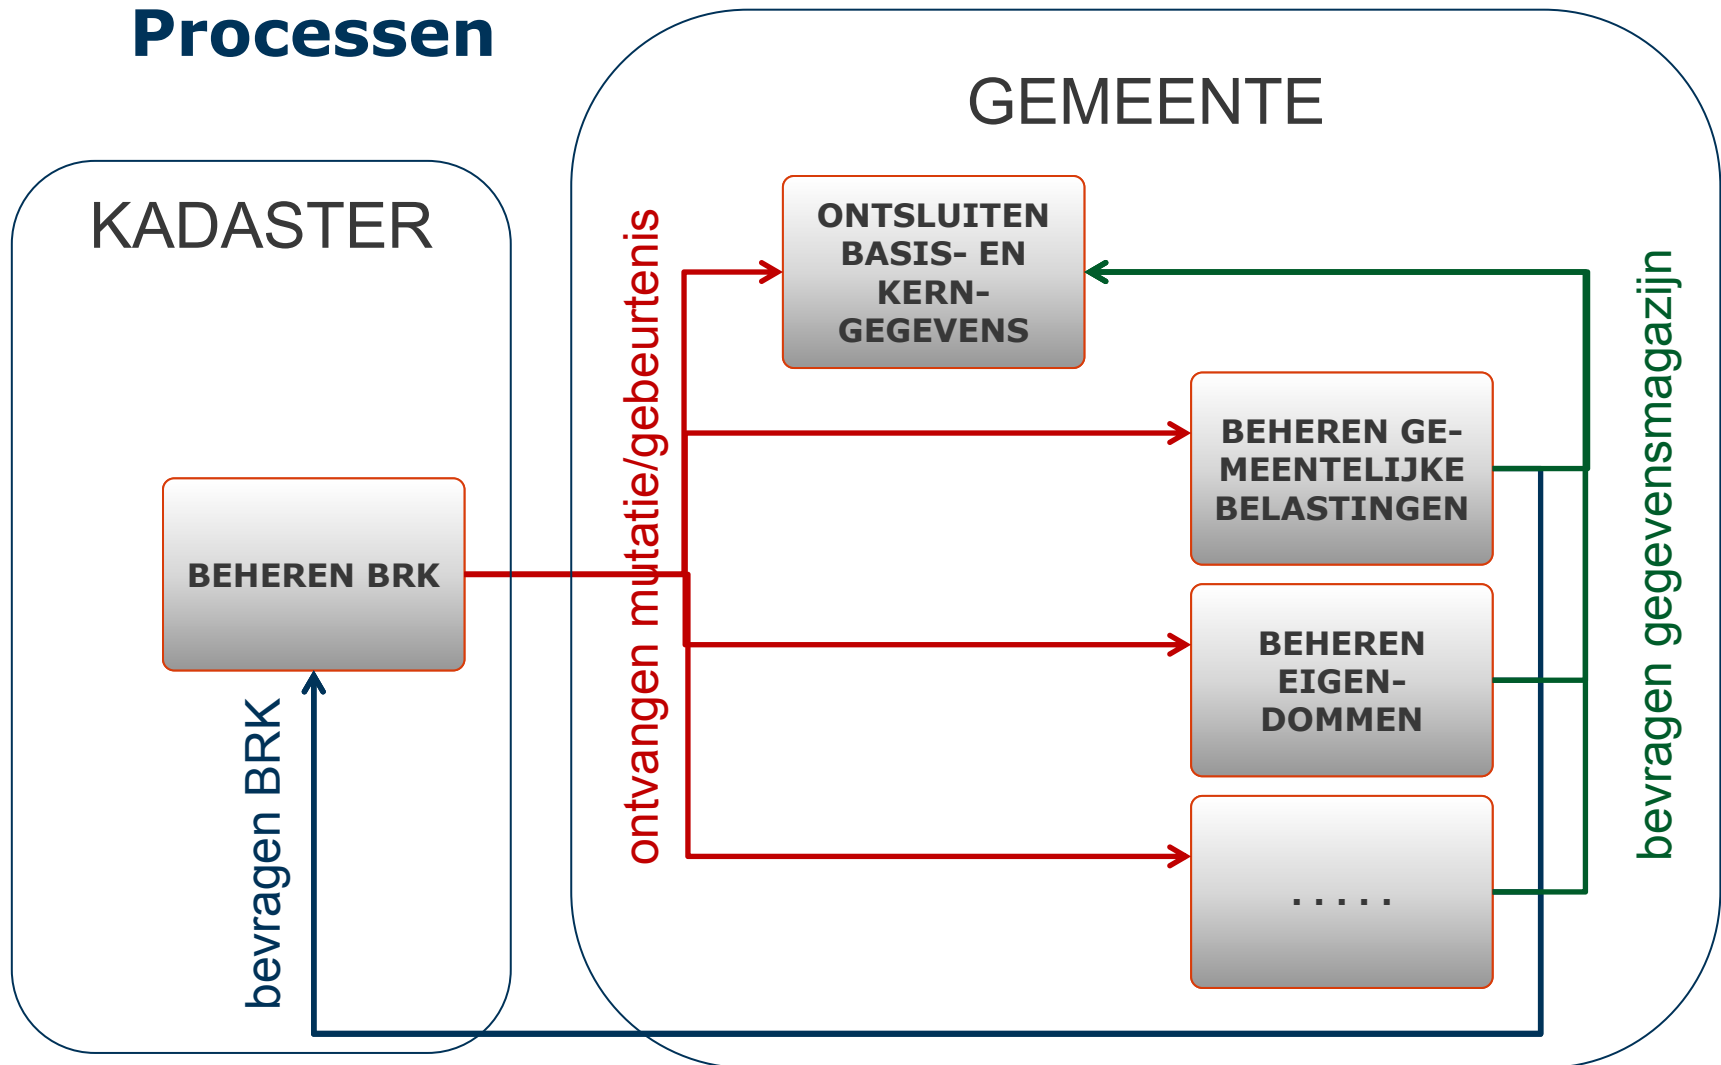 Processen
GEMEENTE
KADASTER
ONTSLUITEN
BASIS- EN
KERN-
GEGEVENS
ontvangen mutatie/gebeurtenis
bevragen gegevensmagazijn
BEHEREN GE-
MEENTELIJKE
BELASTINGEN
BEHEREN BRK
BEHEREN
EIGEN-
DOMMEN
bevragen BRK
. . . . .